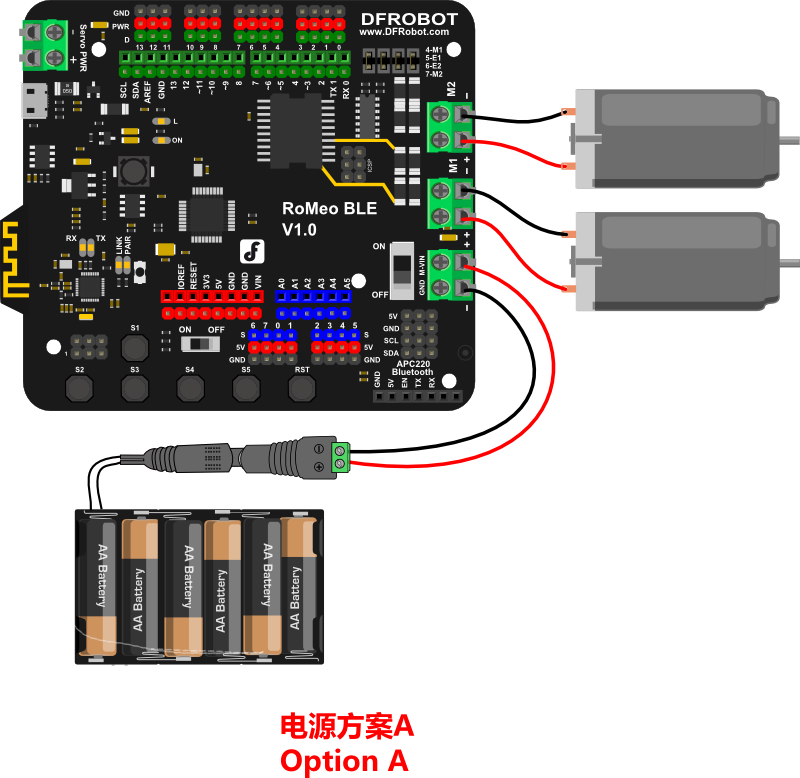 DFROBOT
www.DFRobot.com
Servo PWR
+
-
GND
PWR
D
13 12 11 10 9 8 7 6 5 4 3 2 1 0
SCL SDA AREF GND 13 12 ~11 ~10 ~9 8 7 ~6 ~5 4 ~3 2 TX 1 RX 0
4-M1
5-E1
6-E2
7-M2
M2
-
+
M1
-
+
ICSP
L
ON
RoMeo BLE
V1.0
RX TX
LINK
PAIR
IOREF RESET 3V3 5V GND GND VIN
A0 A1 A2 A3 A4 A5
ON
OFF
+
M-VIN
GND
-
S1
ON OFF
6 7 0 1
2 3 4 5
S
5V
GND
S
5V
GND
5V
GND
SCL
SDA
APC220
Bluetooth
GND 5V EN TX RX
1
S2 S3 S4 S5 RST
-
+
AA Battery
AA Battery
AA Battery
AA Battery
AA Battery
AA Battery
电源方案A
Option A